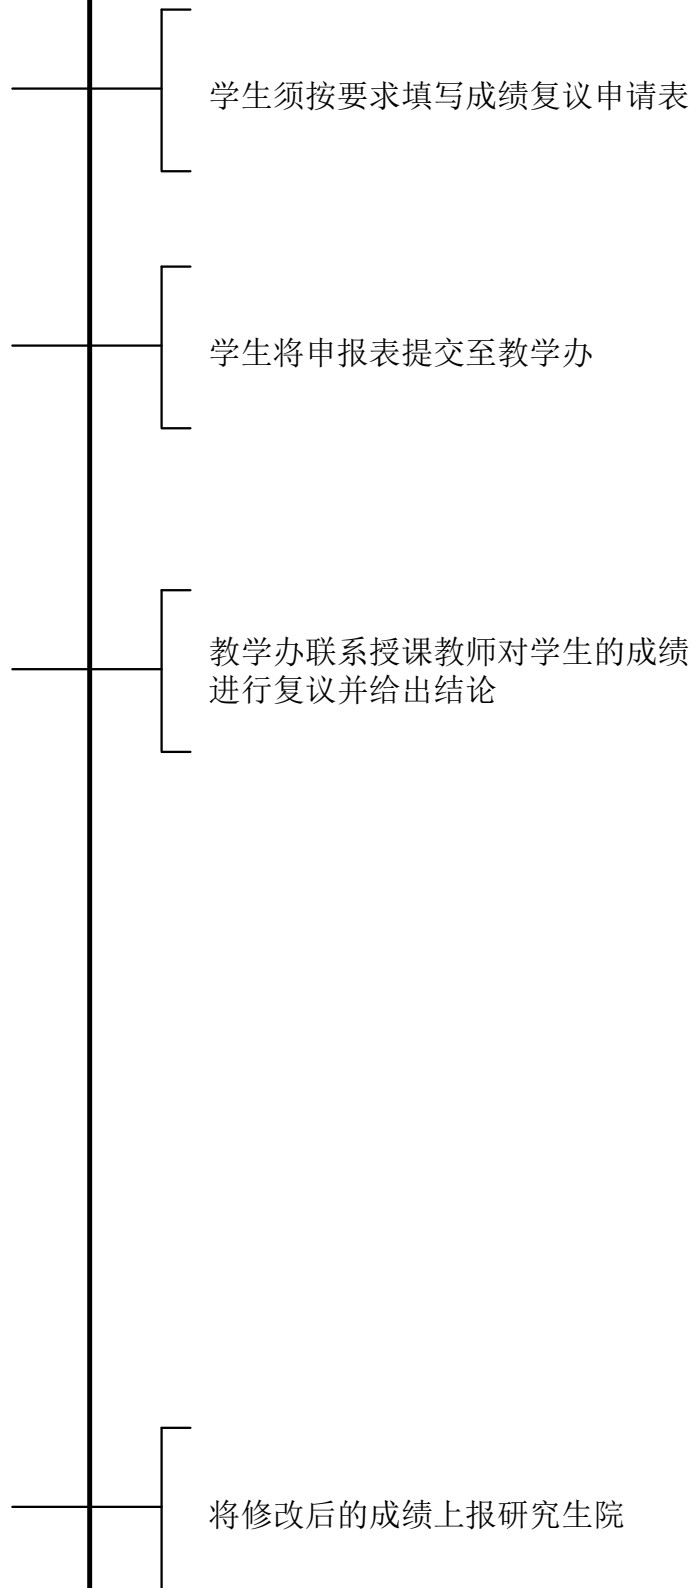 学生须按要求填写成绩复议申请表
学生将申报表提交至教学办
教学办联系授课教师对学生的成绩
进行复议并给出结论
将修改后的成绩上报研究生院